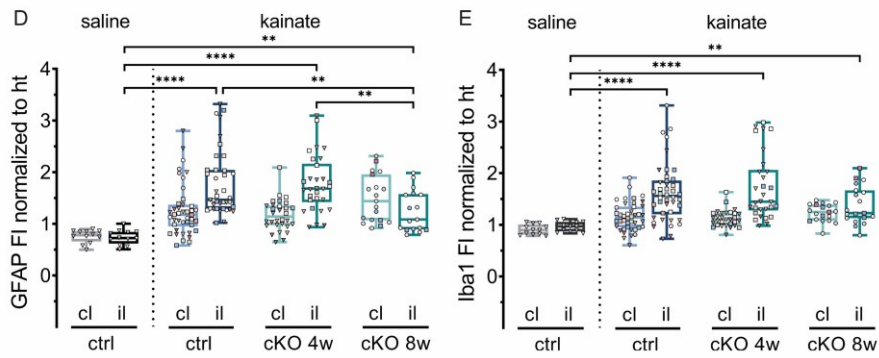 D
saline kainate
**
****
**** **
**
GFAP FI normalized to ht
4
3
2
1
0
cl il cl il cl il cl il
ctrl ctrl cKO 4w cKO 8w
E
saline kainate
**
****
****
Iba1 FI normalized to ht
4
3
2
1
0
cl il cl il cl il cl il
ctrl ctrl cKO 4w cKO 8w